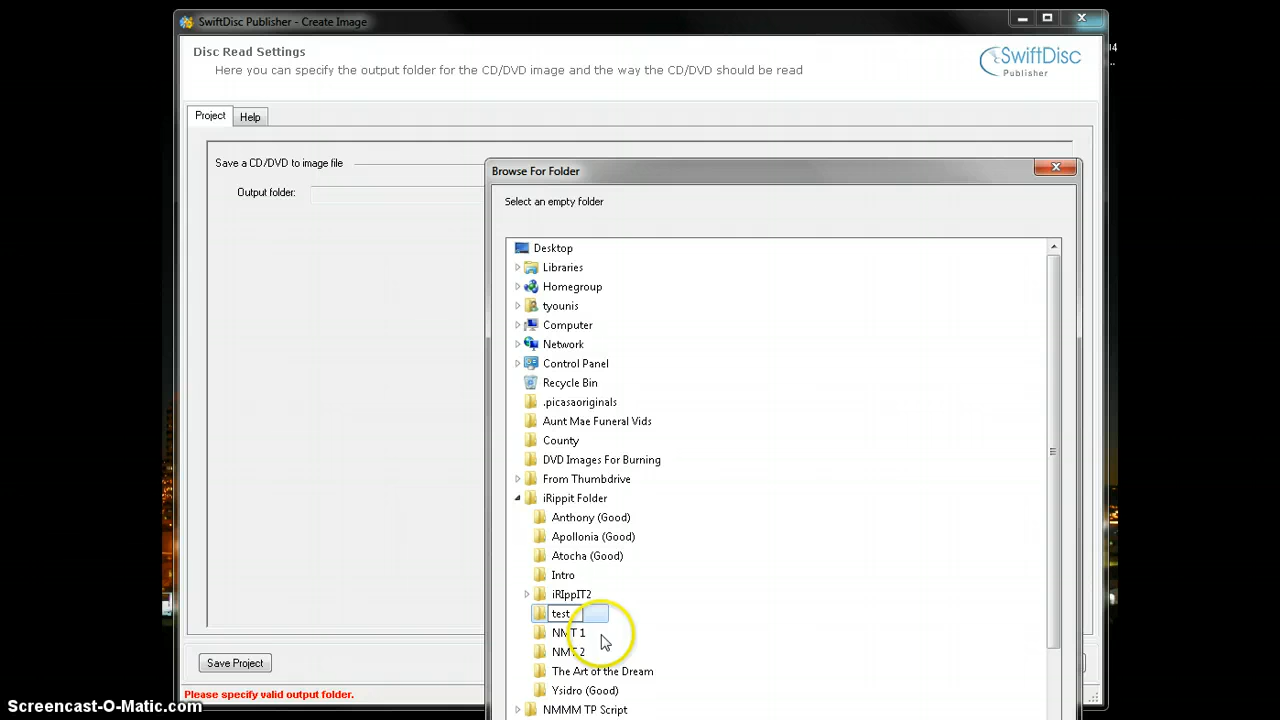 SwiftDisc Publisher - Create Image
Disc Read Settings
Here you can specify the output folder for the CD/DVD image and the way the CD/DVD should be read
SwiftDisc
Publisher
Project
Help
Save a CD/DVD to image file
Output folder:
Browse For Folder
Select an empty folder
Desktop
Libraries
Homegroup
tyounis
Computer
Network
Control Panel
Recycle Bin
.picasaoriginals
Aunt Mae Funeral Vids
County
DVD Images For Burning
From Thumbdrive
iRippit Folder
Anthony (Good)
Apollonia (Good)
Atocha (Good)
Intro
iRIppIT2
test
NMT 1
NMT 2
The Art of the Dream
Ysidro (Good)
NMMM TP Script
Save Project
Please specify valid output folder.
Screencast-O-Matic.com